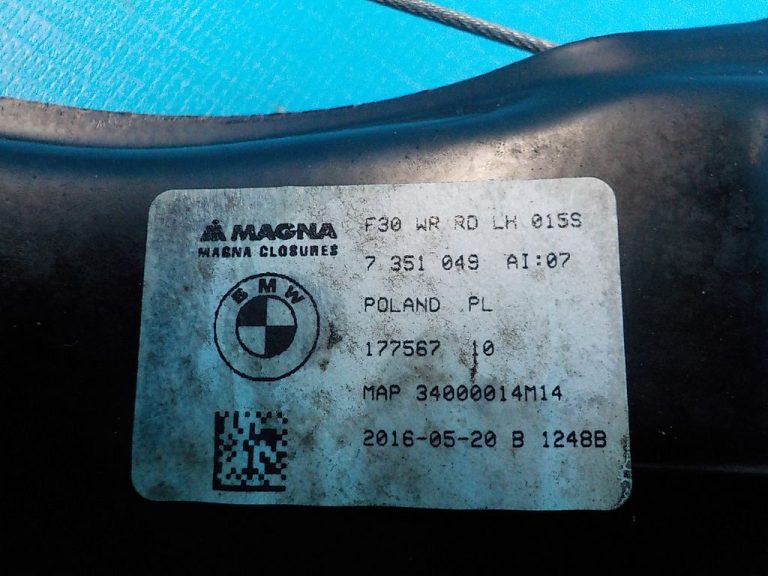 MAGNA
MAGNA CLOSURES
BMW
F30 WR RD LH 015S
7 351 049 AI:07
POLAND PL
177567 10
MAP 34000014M14
2016-05-20 B 1248B